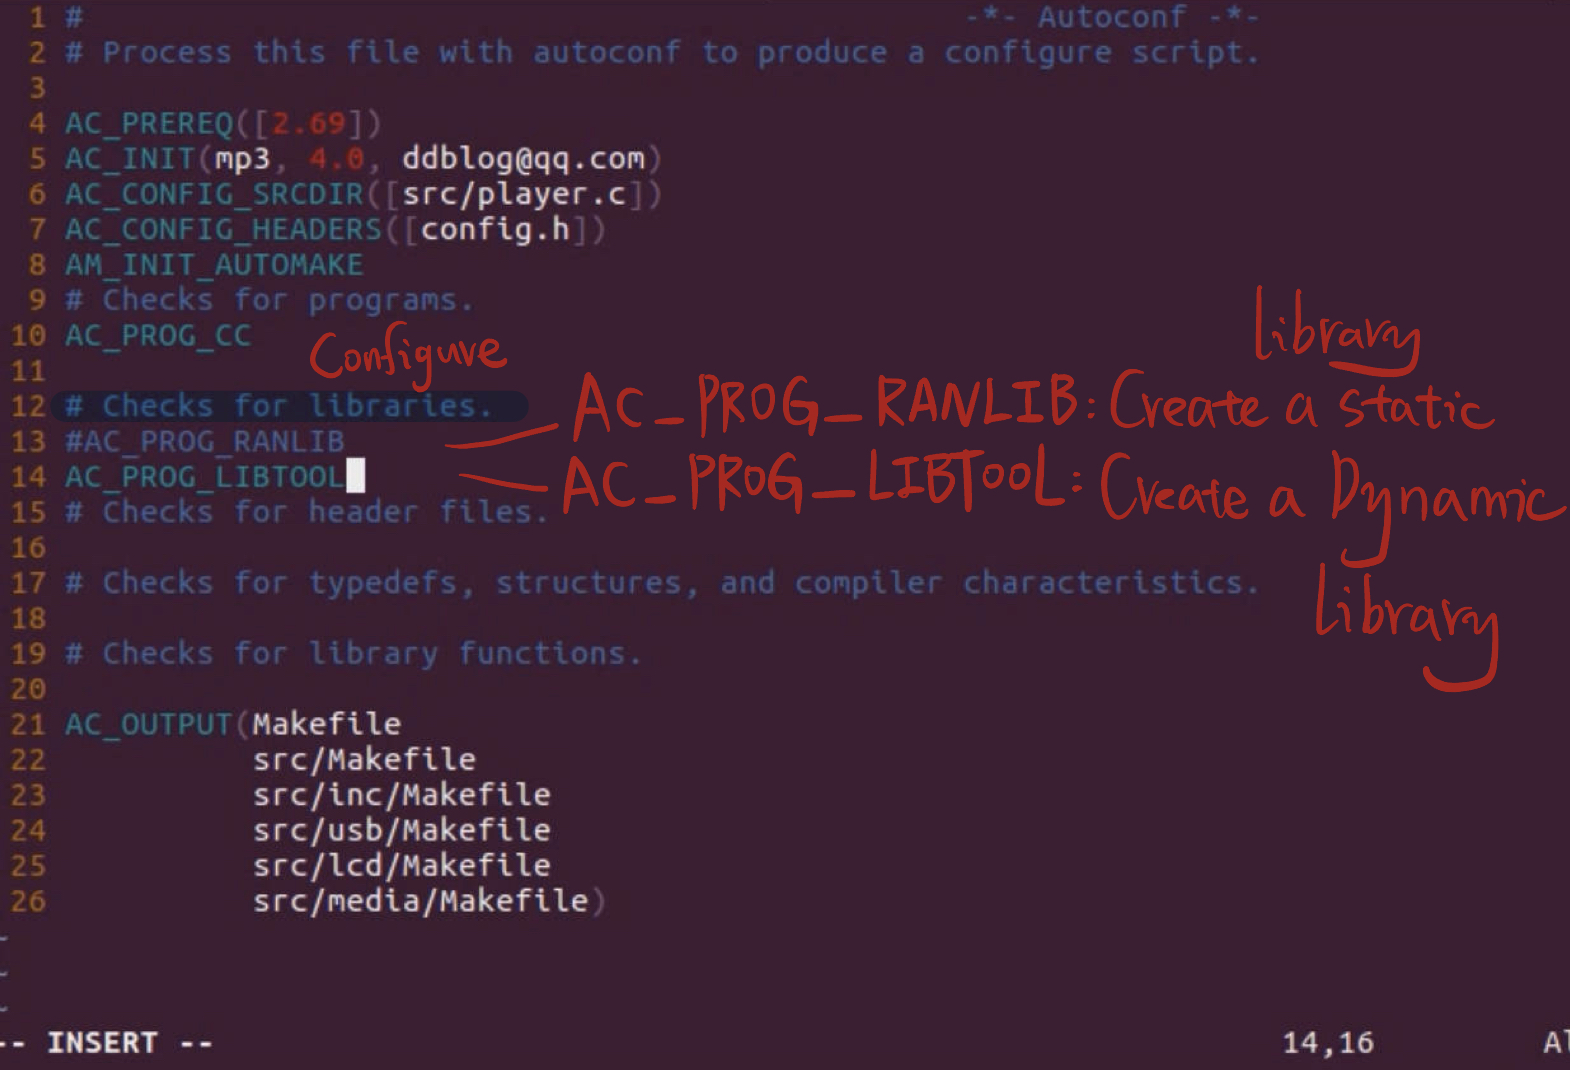 1 # -*- Autoconf -*-
2 # Process this file with autoconf to produce a configure script.
3
4 AC_PREREQ([2.69])
5 AC_INIT(mp3, 4.0, ddblog@qq.com)
6 AC_CONFIG_SRCDIR([src/player.c])
7 AC_CONFIG_HEADERS([config.h])
8 AM_INIT_AUTOMAKE
9 # Checks for programs.
10 AC_PROG_CC
Configure
library
11
12 # Checks for libraries.
AC_PROG_RANLIB: Create a static
13 #AC_PROG_RANLIB
14 AC_PROG_LIBTOOL
AC_PROG_LIBTOOL: Create a Dynamic
library
15 # Checks for header files.
16
17 # Checks for typedefs, structures, and compiler characteristics.
18
19 # Checks for library functions.
20
21 AC_OUTPUT(Makefile
22 src/Makefile
23 src/inc/Makefile
24 src/usb/Makefile
25 src/lcd/Makefile
26 src/media/Makefile)
~
~
~
-- INSERT -- 14,16